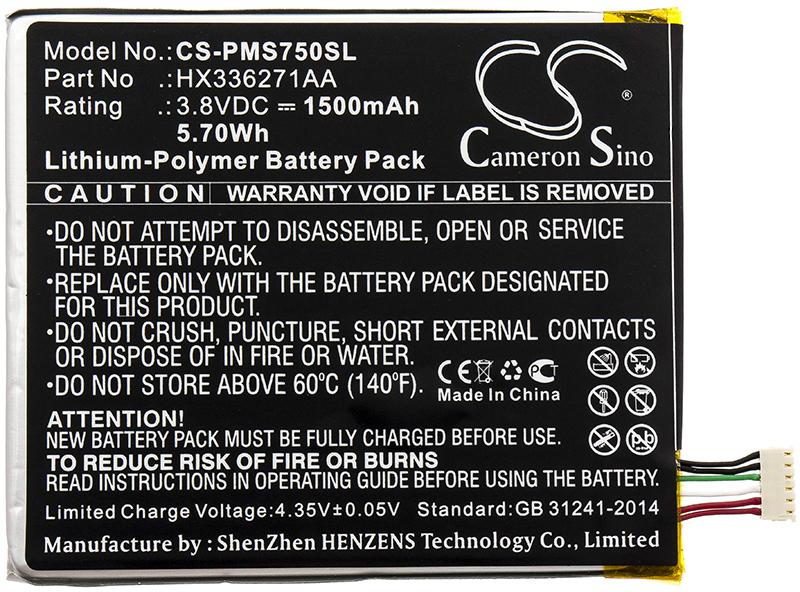 Model No.: CS-PMS750SL
Part No .: HX336271AA
Rating .: 3.8VDC ⎓ 1500mAh
5.70Wh
Lithium-Polymer Battery Pack
CS
®
Cameron Sino
CAUTION WARRANTY VOID IF LABEL IS REMOVED
•DO NOT ATTEMPT TO DISASSEMBLE, OPEN OR SERVICE
THE BATTERY PACK.
•REPLACE ONLY WITH THE BATTERY PACK DESIGNATED
FOR THIS PRODUCT.
•DO NOT CRUSH, PUNCTURE, SHORT EXTERNAL CONTACTS
OR DISPOSE OF IN FIRE OR WATER.
•DO NOT STORE ABOVE 60℃ (140℉).
CE PCT
Made In China
Pb
ATTENTION!
NEW BATTERY PACK MUST BE FULLY CHARGED BEFORE USE
TO REDUCE RISK OF FIRE OR BURNS
READ INSTRUCTIONS IN OPERATING GUIDE BEFORE USING
Limited Charge Voltage: 4.35V±0.05V Standard: GB 31241-2014
Manufacture by : ShenZhen HENZENS Technology Co., Limited